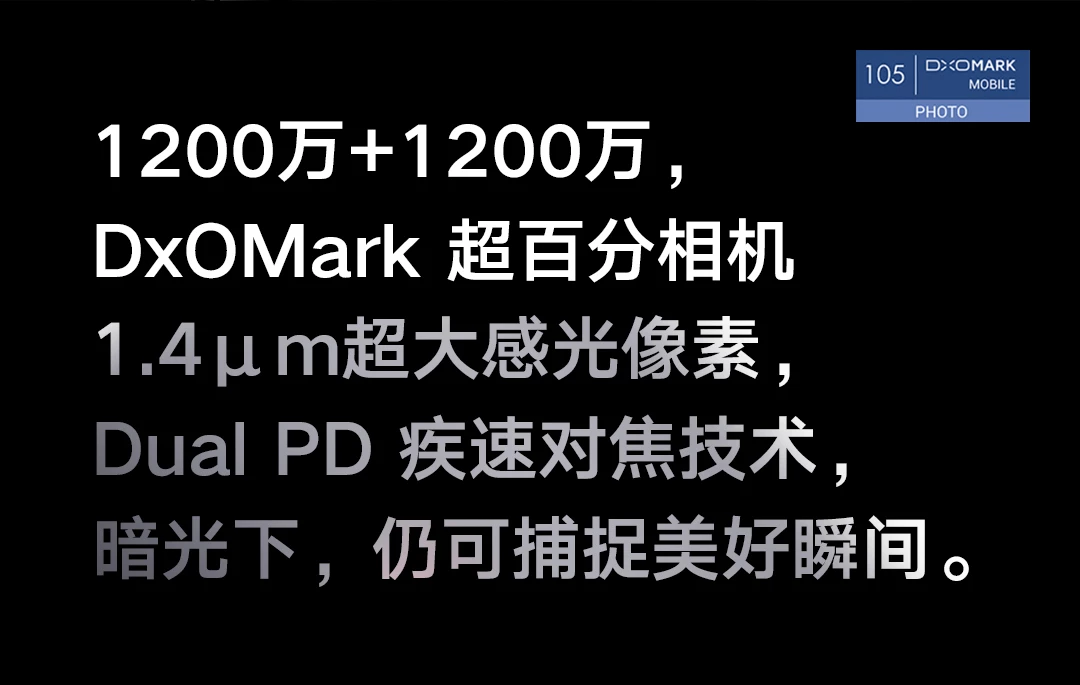 105 DXOMARK
MOBILE
PHOTO
1200万+1200万，
DxOMark 超百分相机
1.4μm超大感光像素，
Dual PD 疾速对焦技术，
暗光下，仍可捕捉美好瞬间。